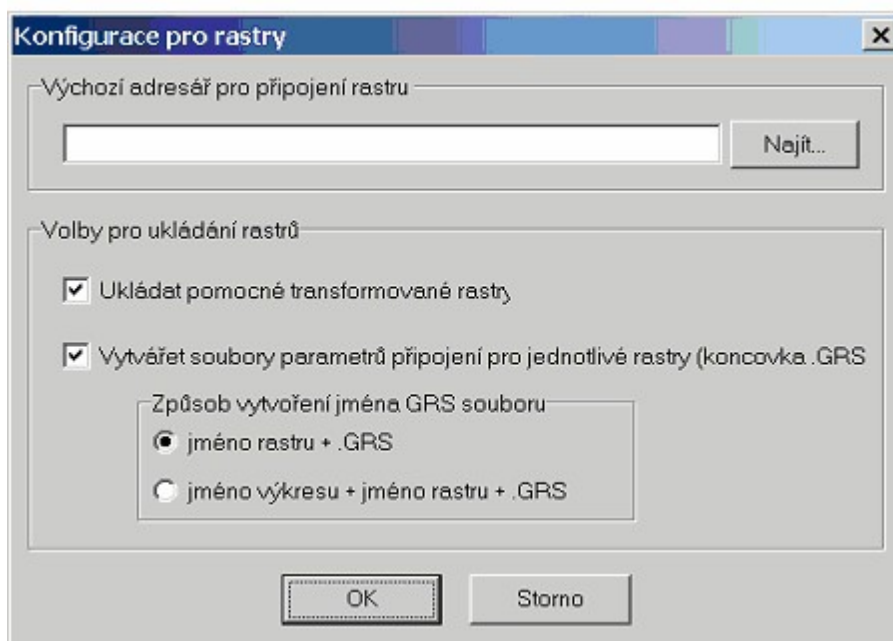 Konfigurace pro rastry
Výchozí adresář pro připojení rastru
Najít...
Volby pro ukládání rastrů
Ukládat pomocné transformované rastry
Vytvářet soubory parametrů připojení pro jednotlivé rastry (koncovka .GRS
Způsob vytvoření jména GRS souboru
jméno rastru + .GRS
jméno výkresu + jméno rastru + .GRS
OK
Storno